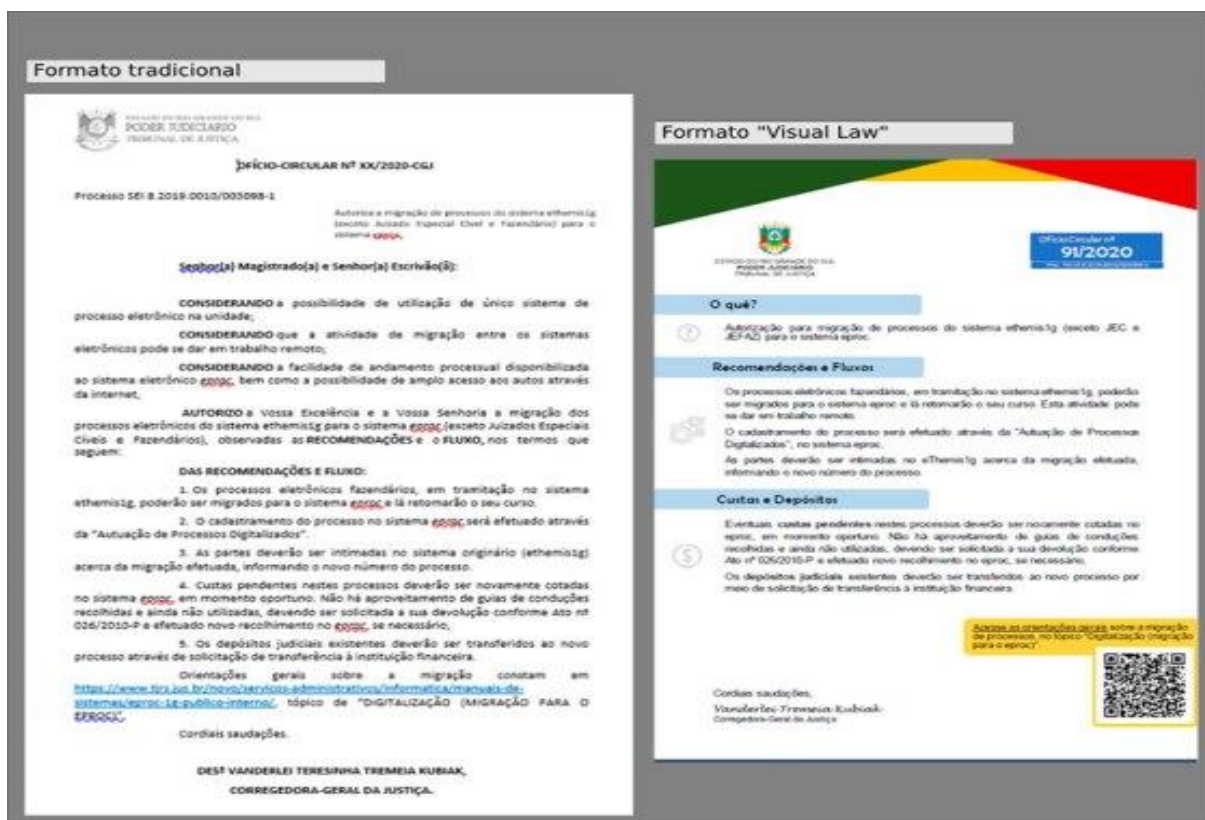 Formato tradicional
ESTADO DO RIO GRANDE DO SUL
PODER JUDICIÁRIO
TRIBUNAL DE JUSTIÇA
OFÍCIO-CIRCULAR Nº XX/2020-CGJ
Processo SEI 8.2019.0010/003098-1
Autoriza a migração de processos do sistema ethemis1g
(exceto Juizado Especial Cível e Fazendário) para o
sistema eproc.
Senhor(a) Magistrado(a) e Senhor(a) Escrivão(ã):
CONSIDERANDO a possibilidade de utilização de único sistema de
processo eletrônico na unidade;
CONSIDERANDO que a atividade de migração entre os sistemas
eletrônicos pode se dar em trabalho remoto;
CONSIDERANDO a facilidade de andamento processual disponibilizada
ao sistema eletrônico eproc, bem como a possibilidade de amplo acesso aos autos através
da internet,
AUTORIZO a Vossa Excelência e a Vossa Senhoria a migração dos
processos eletrônicos do sistema ethemis1g para o sistema eproc (exceto Juizados Especiais
Cíveis e Fazendários), observadas as RECOMENDAÇÕES e o FLUXO, nos termos que
seguem:
DAS RECOMENDAÇÕES E FLUXO:
1. Os processos eletrônicos fazendários, em tramitação no sistema
ethemis1g, poderão ser migrados para o sistema eproc e lá retomarão o seu curso.
2. O cadastramento do processo no sistema eproc será efetuado através
da "Autuação de Processos Digitalizados".
3. As partes deverão ser intimadas no sistema originário (ethemis1g)
acerca da migração efetuada, informando o novo número do processo.
4. Custas pendentes nestes processos deverão ser novamente cotadas
no sistema eproc, em momento oportuno. Não há aproveitamento de guias de conduções
recolhidas e ainda não utilizadas, devendo ser solicitada a sua devolução conforme Ato nº
026/2010-P e efetuado novo recolhimento no eproc, se necessário;
5. Os depósitos judiciais existentes deverão ser transferidos ao novo
processo através de solicitação de transferência à instituição financeira.
Orientações gerais sobre a migração constam em
https://www.tjrs.jus.br/novo/servicos-administrativos/informatica/manuais-de-
sistemas/eproc-1g-publico-interno/, tópico de "DIGITALIZAÇÃO (MIGRAÇÃO PARA O
EPROC)".
Cordiais saudações.
DESª VANDERLEI TERESINHA TREMEIA KUBIAK,
CORREGEDORA-GERAL DA JUSTIÇA.
Formato "Visual Law"
ESTADO DO RIO GRANDE DO SUL
PODER JUDICIÁRIO
TRIBUNAL DE JUSTIÇA
Ofício-Circular nº
91/2020
O quê?
Autorização para migração de processos do sistema ethemis1g (exceto JEC e
JEFAZ) para o sistema eproc.
Recomendações e Fluxos
Os processos eletrônicos fazendários, em tramitação no sistema ethemis1g, poderão
ser migrados para o sistema eproc e lá retomarão o seu curso. Esta atividade pode
se dar em trabalho remoto.
O cadastramento do processo será efetuado através da "Autuação de Processos
Digitalizados", no sistema eproc.
As partes deverão ser intimadas no eThemis1g acerca da migração efetuada,
informando o novo número do processo.
Custas e Depósitos
Eventuais custas pendentes nestes processos deverão ser novamente cotadas no
eproc, em momento oportuno. Não há aproveitamento de guias de conduções
recolhidas e ainda não utilizadas, devendo ser solicitada a sua devolução conforme
Ato nº 026/2010-P e efetuado novo recolhimento no eproc, se necessário.
Os depósitos judiciais existentes deverão ser transferidos ao novo processo por
meio de solicitação de transferência à instituição financeira.
Acesse as orientações gerais sobre a migração
de processos, no tópico "Digitalização (migração
para o eproc)".
Cordiais saudações,
Vanderlei Tremeia Kubiak
Corregedora-Geral da Justiça